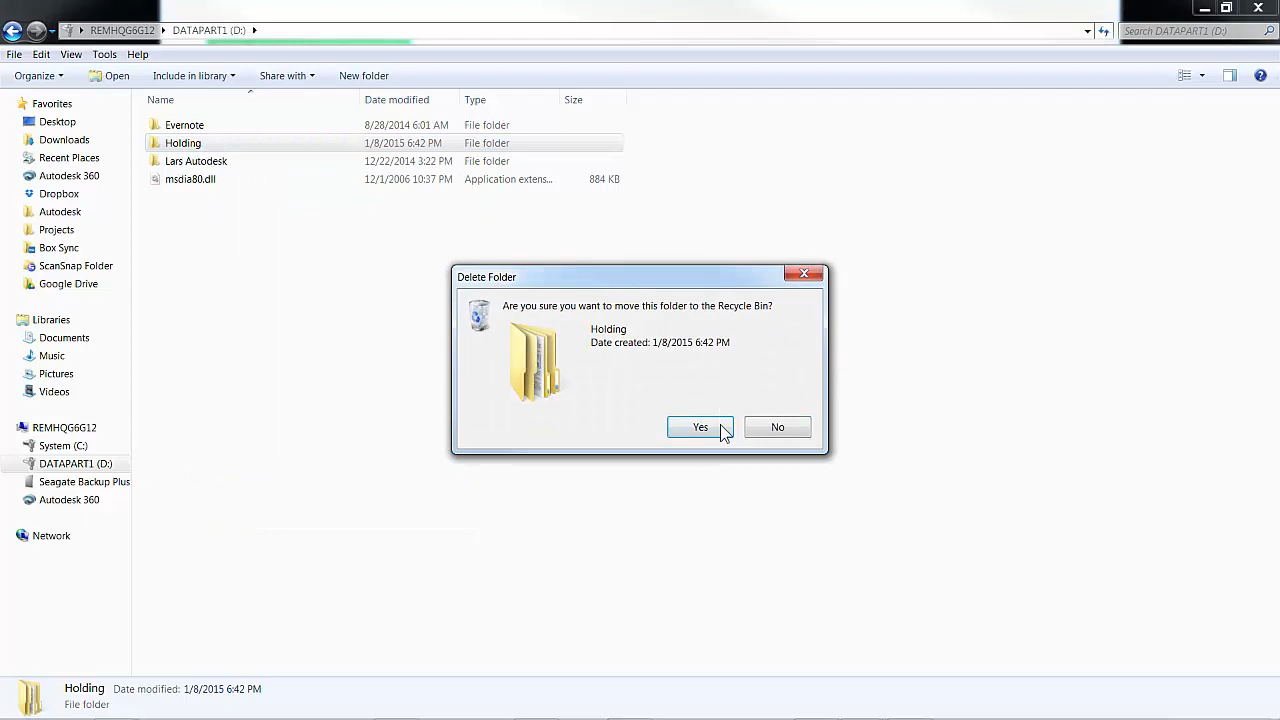 REMHQG6G12 DATAPART1 (D:)
Search DATAPART1 (D:)
File Edit View Tools Help
Organize Open Include in library Share with New folder
Name Date modified Type Size
Favorites
Desktop
Downloads
Recent Places
Autodesk 360
Dropbox
Autodesk
Projects
Box Sync
ScanSnap Folder
Google Drive
Libraries
Documents
Music
Pictures
Videos
REMHQG6G12
System (C:)
DATAPART1 (D:)
Seagate Backup Plus
Autodesk 360
Network
Evernote 8/28/2014 6:01 AM File folder
Holding 1/8/2015 6:42 PM File folder
Lars Autodesk 12/22/2014 3:22 PM File folder
msdia80.dll 12/1/2006 10:37 PM Application extens... 884 KB
Delete Folder
Are you sure you want to move this folder to the Recycle Bin?
Holding
Date created: 1/8/2015 6:42 PM
Yes No
Holding Date modified: 1/8/2015 6:42 PM
File folder